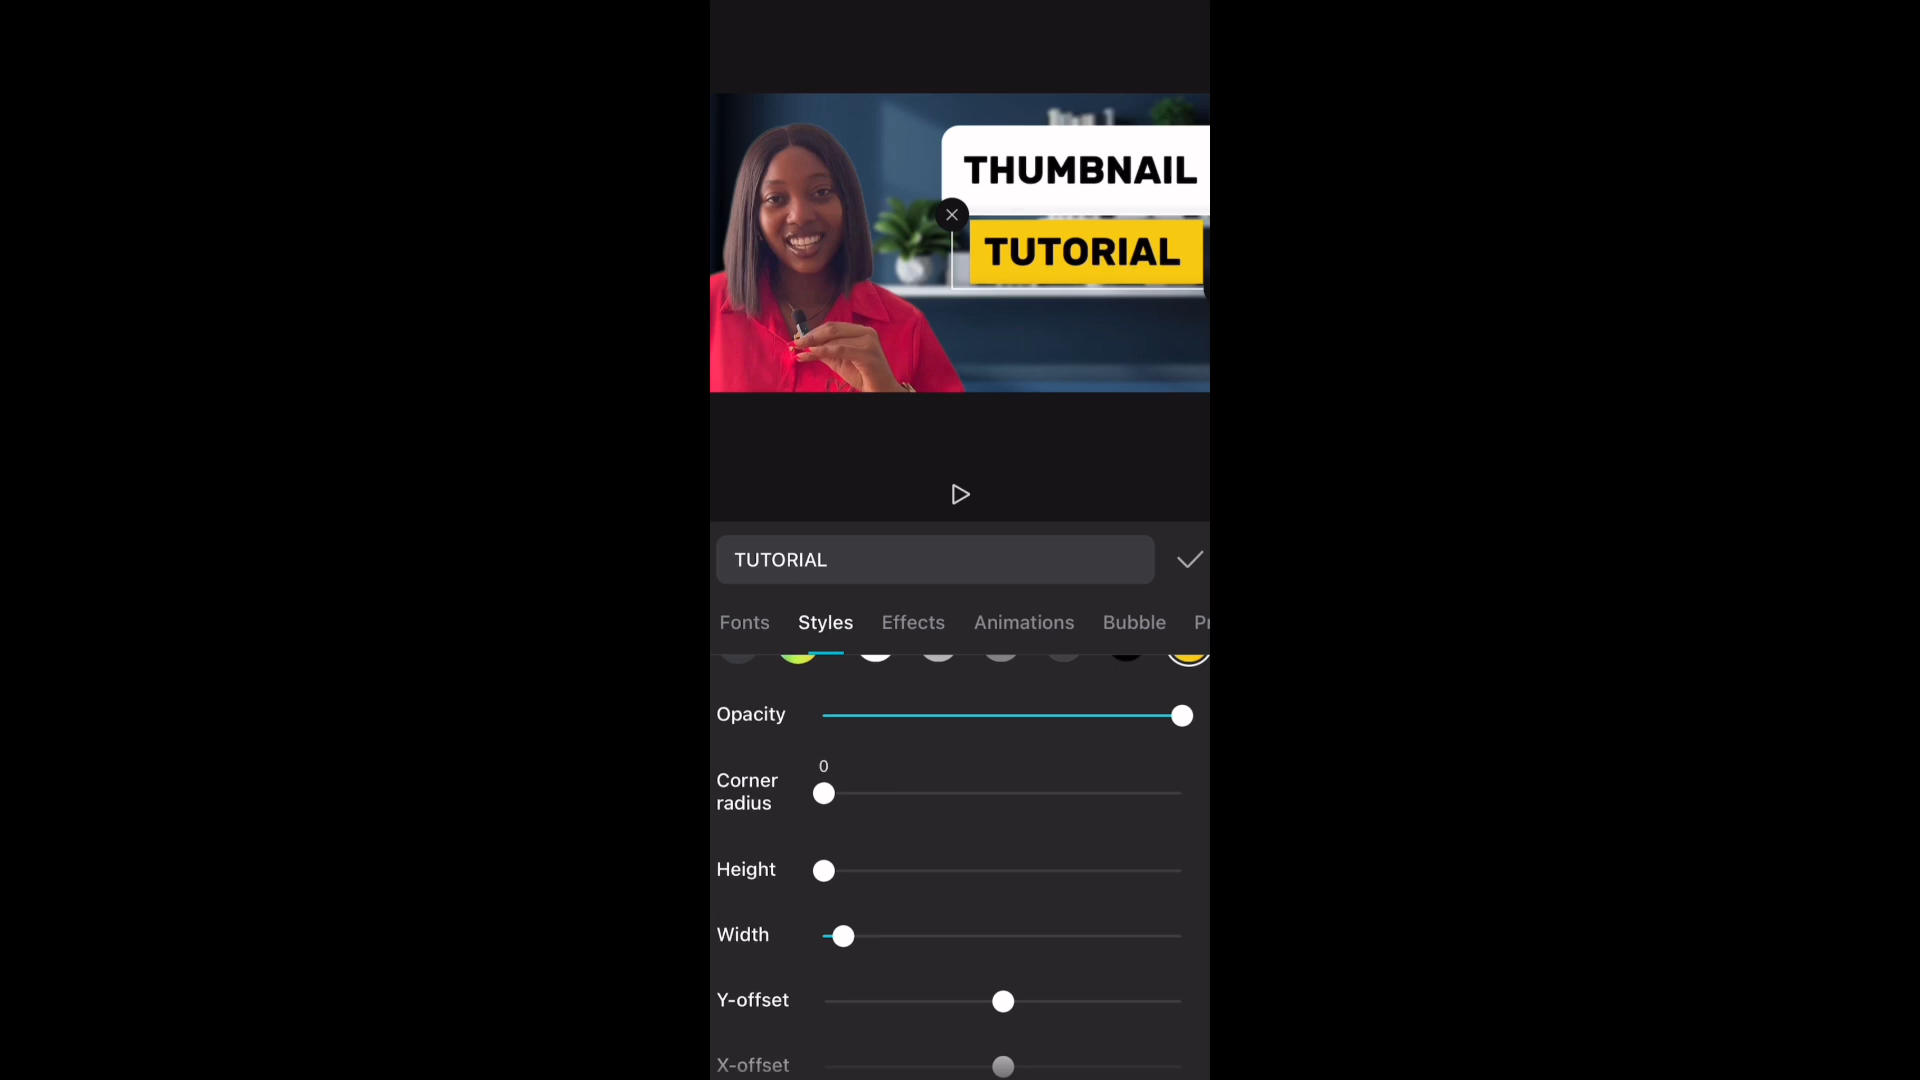 THUMBNAIL
TUTORIAL
TUTORIAL
Fonts Styles Effects Animations Bubble
Opacity
0
Corner
radius
Height
Width
Y-offset
X-offset